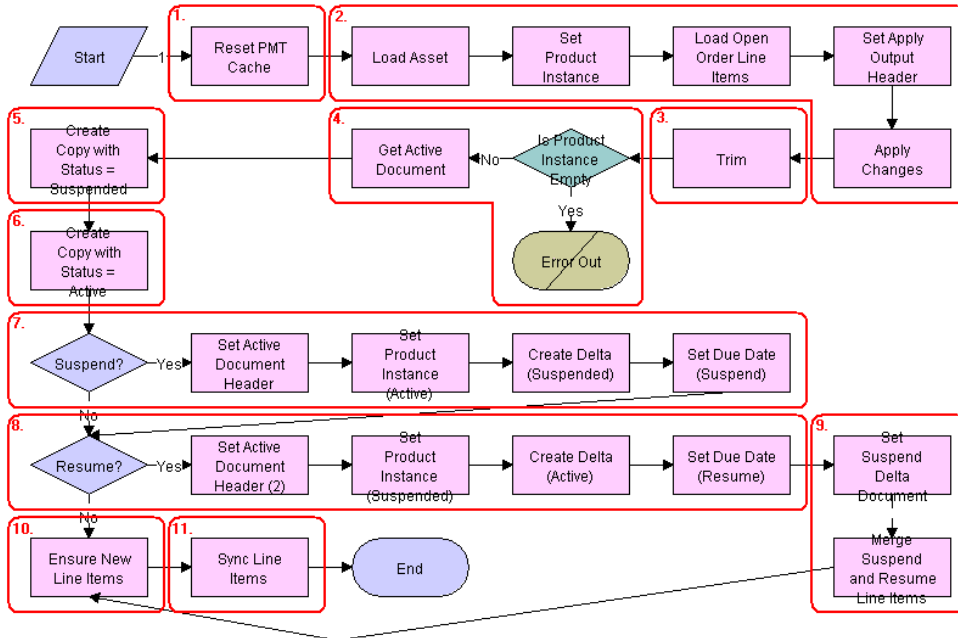 1.
2.
Start
1
Reset PMT
Cache
Load Asset
Set
Product
Instance
Load Open
Order Line
Items
Set Apply
Output
Header
5.
4.
3.
Create
Copy with
Status =
Suspended
Get Active
Document
No
Is Product
Instance
Empty
Trim
Apply
Changes
Yes
Error Out
6.
Create
Copy with
Status =
Active
7.
Suspend?
Yes
Set Active
Document
Header
Set
Product
Instance
(Active)
Create Delta
(Suspended)
Set Due Date
(Suspend)
No
8.
9.
Resume?
Yes
Set Active
Document
Header (2)
Set
Product
Instance
(Suspended)
Create Delta
(Active)
Set Due Date
(Resume)
Set
Suspend
Delta
Document
No
10.
11.
Ensure New
Line Items
Sync Line
Items
End
Merge
Suspend
and Resume
Line Items